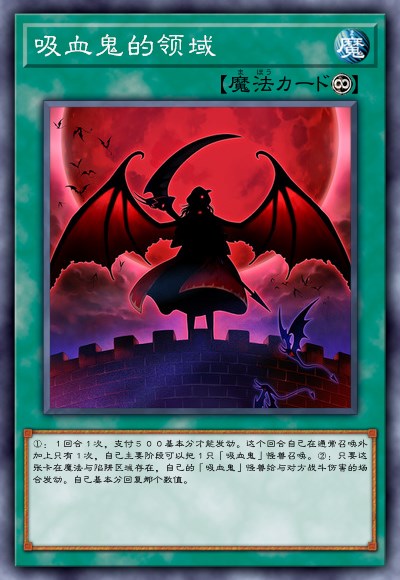 吸血鬼的领域
魔
【魔法カード∞】
ま ほう
①：1回合1次，支付500基本分才能发动。这个回合自己在通常召唤外
加上只有1次，自己主要阶段可以把1只「吸血鬼」怪兽召唤。②：只要这
张卡在魔法与陷阱区域存在，自己的「吸血鬼」怪兽给与对方战斗伤害的场
合发动。自己基本分回复那个数值。